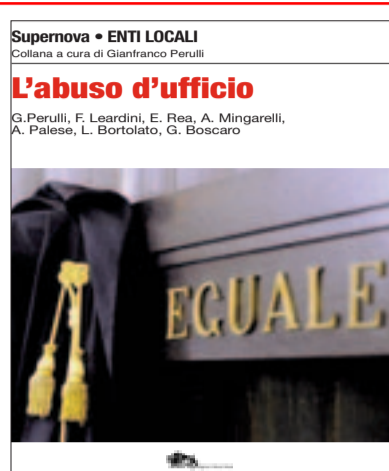 Supernova • ENTI LOCALI
Collana a cura di Gianfranco Perulli
L'abuso d'ufficio
G.Perulli, F. Leardini, E. Rea, A. Mingarelli,
A. Palese, L. Bortolato, G. Boscaro
EGUALE